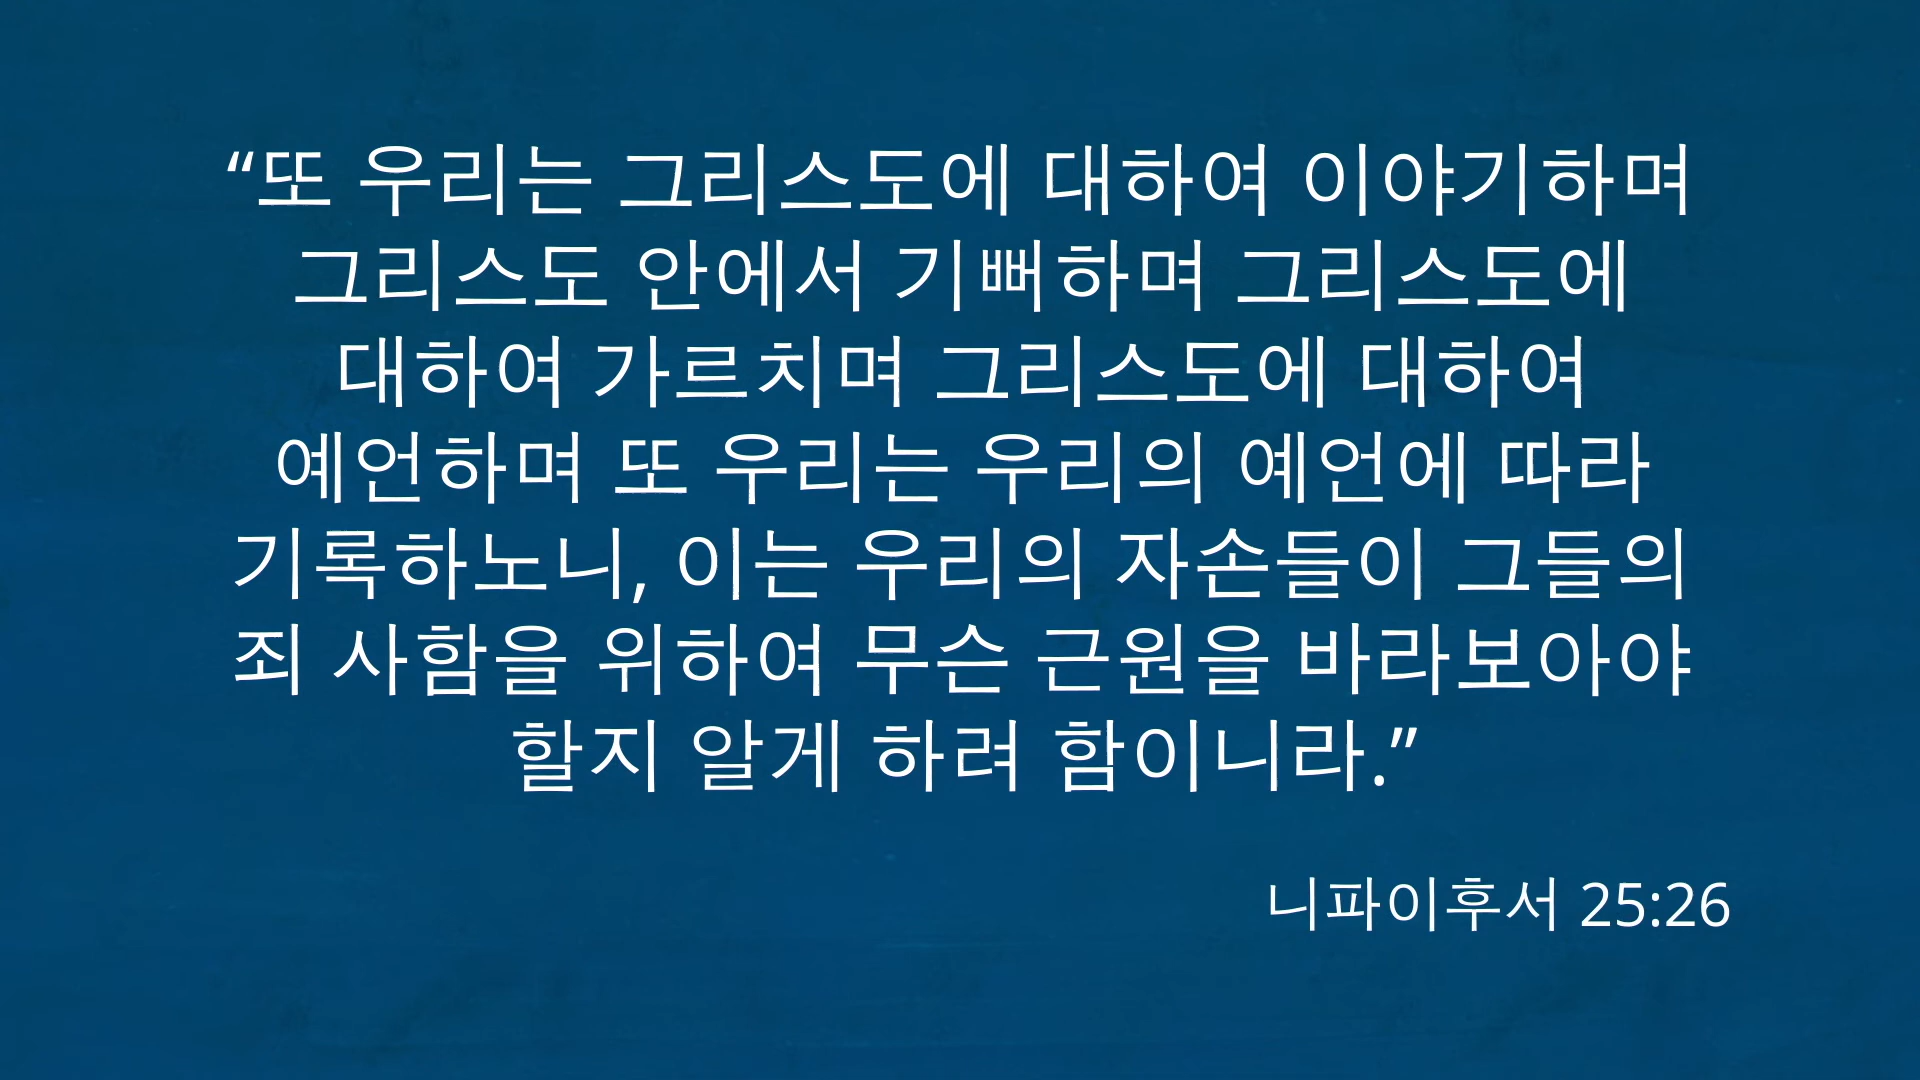 “또 우리는 그리스도에 대하여 이야기하며
그리스도 안에서 기뻐하며 그리스도에
대하여 가르치며 그리스도에 대하여
예언하며 또 우리는 우리의 예언에 따라
기록하노니, 이는 우리의 자손들이 그들의
죄 사함을 위하여 무슨 근원을 바라보아야
할지 알게 하려 함이니라.”
니파이후서 25:26